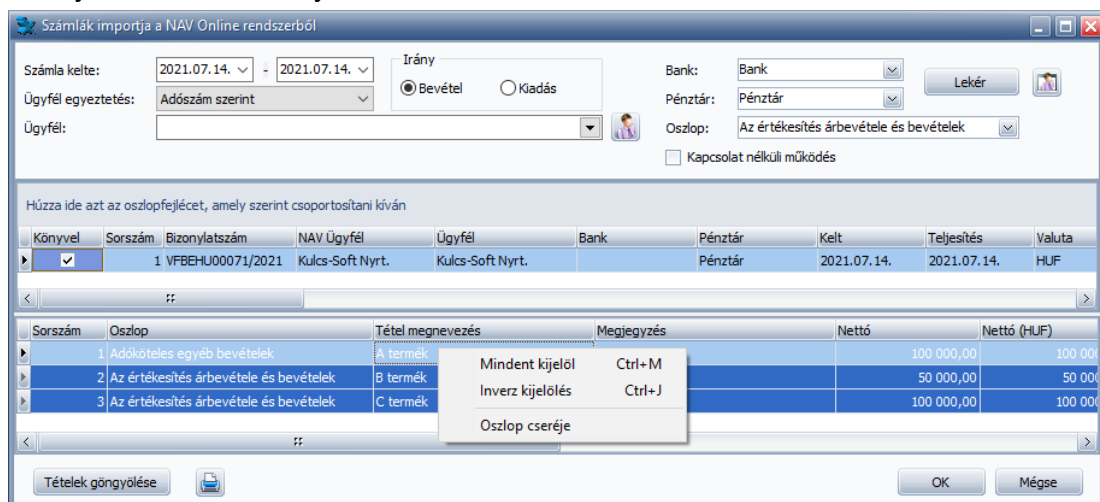 Számlák importja a NAV Online rendszerből
Számla kelte: 2021.07.14. - 2021.07.14.
Irány
Bevétel Kiadás
Ügyfél egyeztetés: Adószám szerint
Ügyfél:
Bank: Bank
Pénztár: Pénztár
Lekér
Oszlop: Az értékesítés árbevétele és bevételek
Kapcsolat nélküli működés
Húzza ide azt az oszlopfejlécet, amely szerint csoportosítani kíván
Könyvel Sorszám Bizonylatszám NAV Ügyfél Ügyfél Bank Pénztár Kelt Teljesítés Valuta
1 VFBEHU00071/2021 Kulcs-Soft Nyrt. Kulcs-Soft Nyrt. Pénztár 2021.07.14. 2021.07.14. HUF
Sorszám Oszlop Tétel megnevezés Megjegyzés Nettó Nettó (HUF)
1 Adóköteles egyéb bevételek A termék 100 000,00 100 00
2 Az értékesítés árbevétele és bevételek B termék 50 000,00 50 00
3 Az értékesítés árbevétele és bevételek C termék 100 000,00 100 00
Mindent kijelöl Ctrl+M
Inverz kijelölés Ctrl+J
Oszlop cseréje
Tételek göngyölése OK Mégse